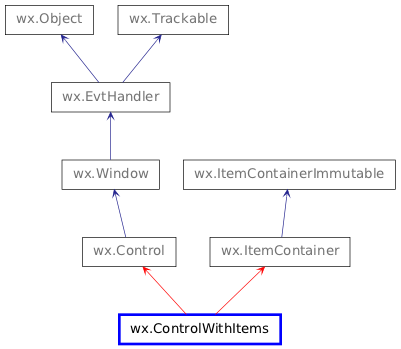 wx.Object
wx.Trackable
wx.EvtHandler
wx.Window
wx.ItemContainerImmutable
wx.Control
wx.ItemContainer
wx.ControlWithItems